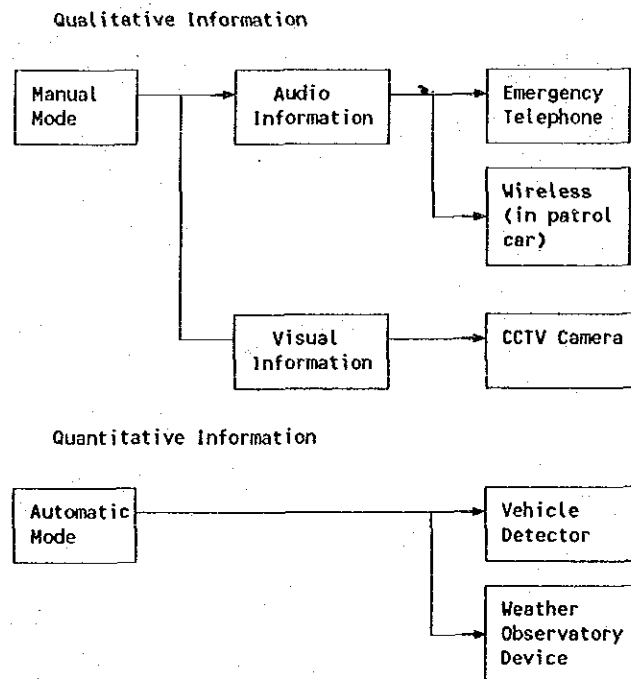 Qualitative Information
Manual
Mode
Audio
Information
Emergency
Telephone
Wireless
(in patrol
car)
Visual
Information
CCTV Camera
Quantitative Information
Automatic
Mode
Vehicle
Detector
Weather
Observatory
Device